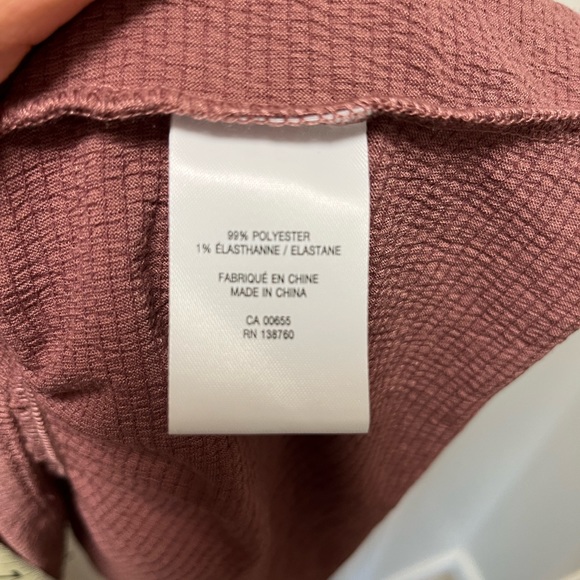 99% POLYESTER
1% ÉLASTHANNE / ELASTANE
FABRIQUÉ EN CHINE
MADE IN CHINA
CA 00655
RN 138760